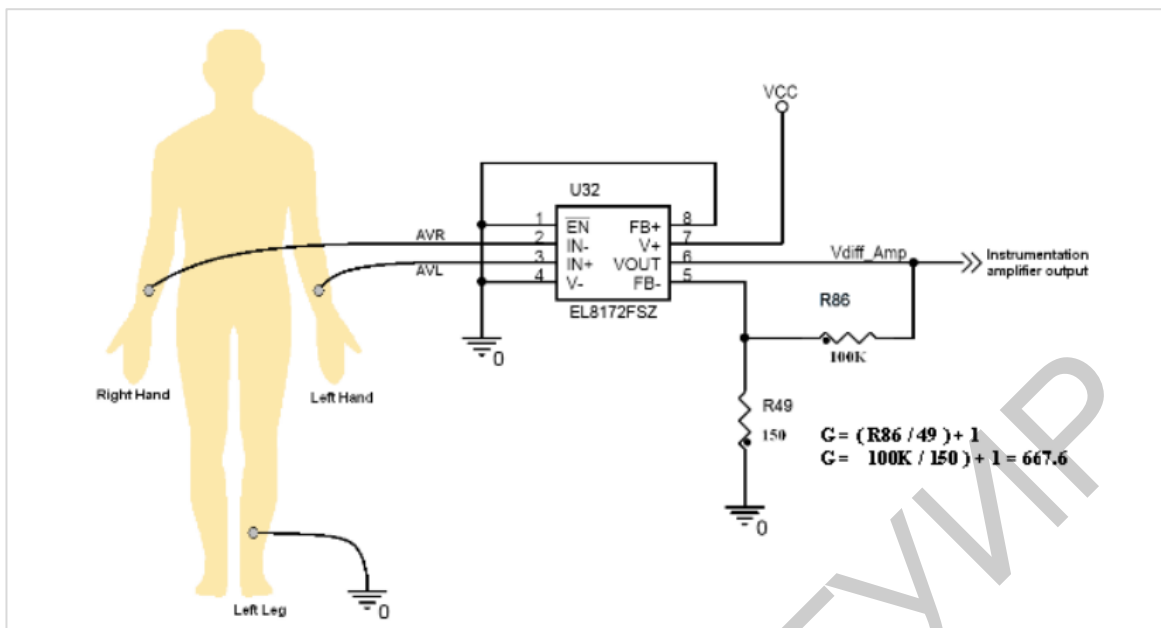 VCC
U32
1 EN FB+ 8
AVR 2 IN- V+ 7
AVL 3 IN+ VOUT 6 Vdiff_Amp Instrumentation
amplifier output
4 V- FB- 5
EL8172FSZ
R86
0
100K
Right Hand
Left Hand
R49
150
G = (R86 / 49 ) + 1
G = 100K / 150 ) + 1 = 667.6
0
0
Left Leg
ГУИР